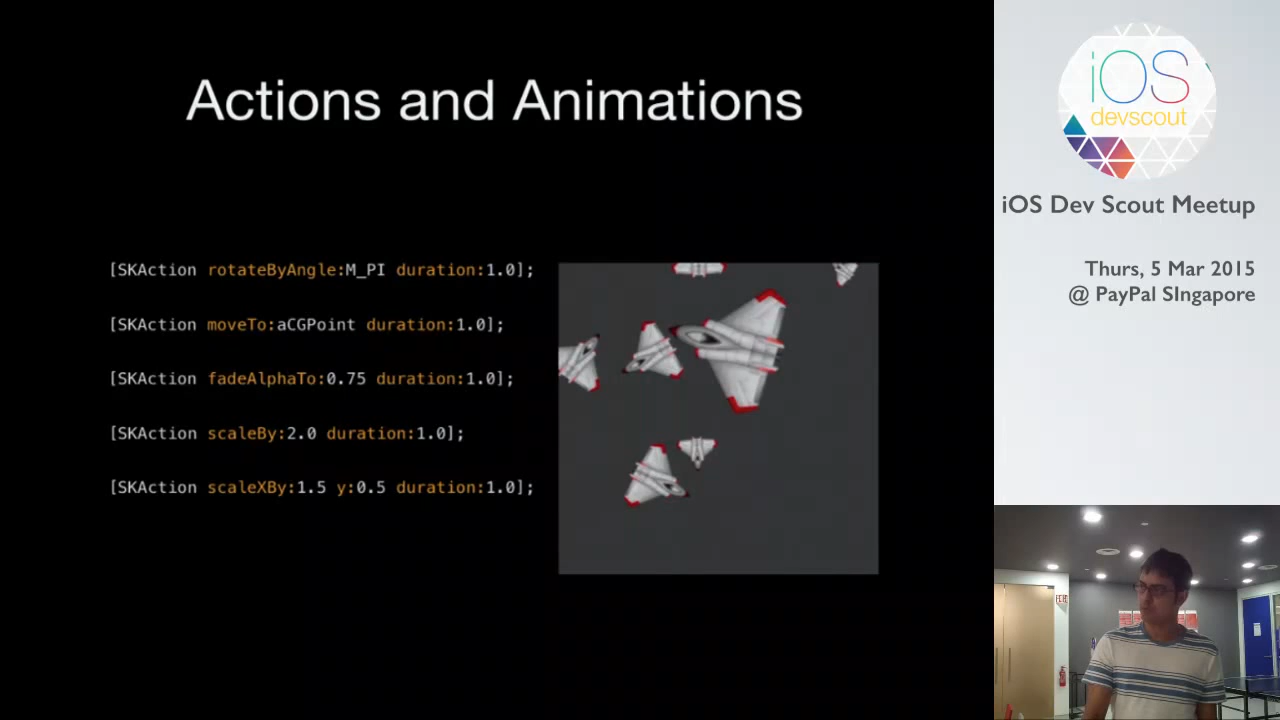 Actions and Animations
[SKAction rotateByAngle:M_PI duration:1.0];
[SKAction moveTo:aCGPoint duration:1.0];
[SKAction fadeAlphaTo:0.75 duration:1.0];
[SKAction scaleBy:2.0 duration:1.0];
[SKAction scaleXBy:1.5 y:0.5 duration:1.0];
iOS
devscout
iOS Dev Scout Meetup
Thurs, 5 Mar 2015
@ PayPal SIngapore